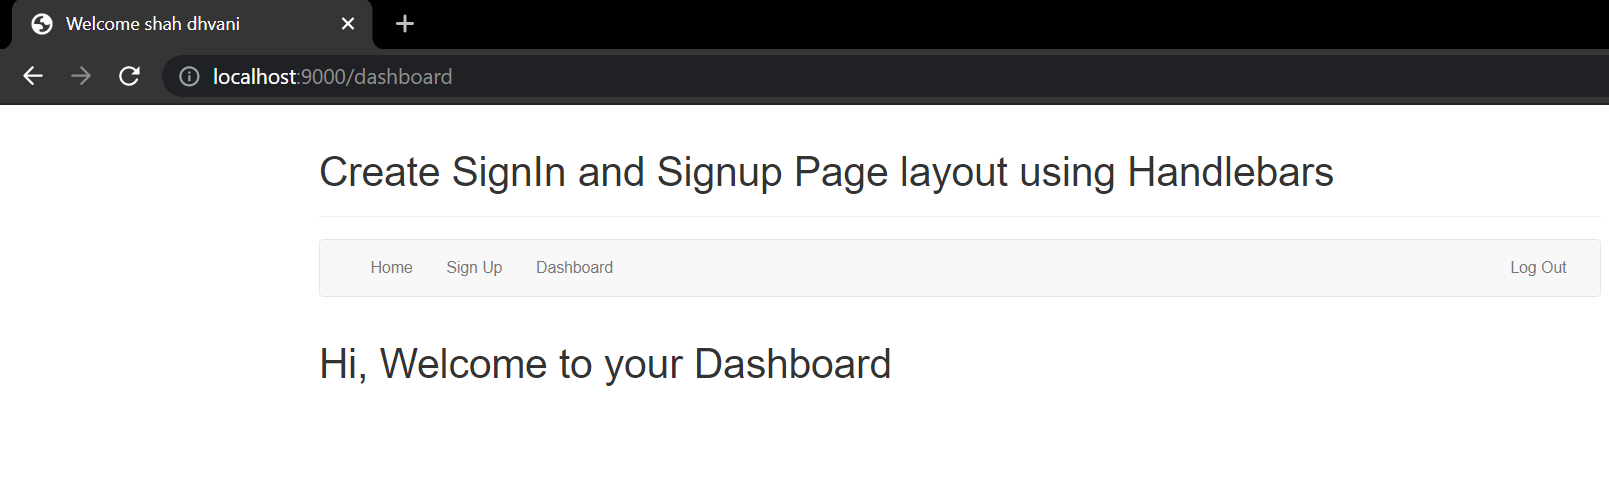 Welcome shah dhvani
localhost:9000/dashboard
Create SignIn and Signup Page layout using Handlebars
Home Sign Up Dashboard Log Out
Hi, Welcome to your Dashboard